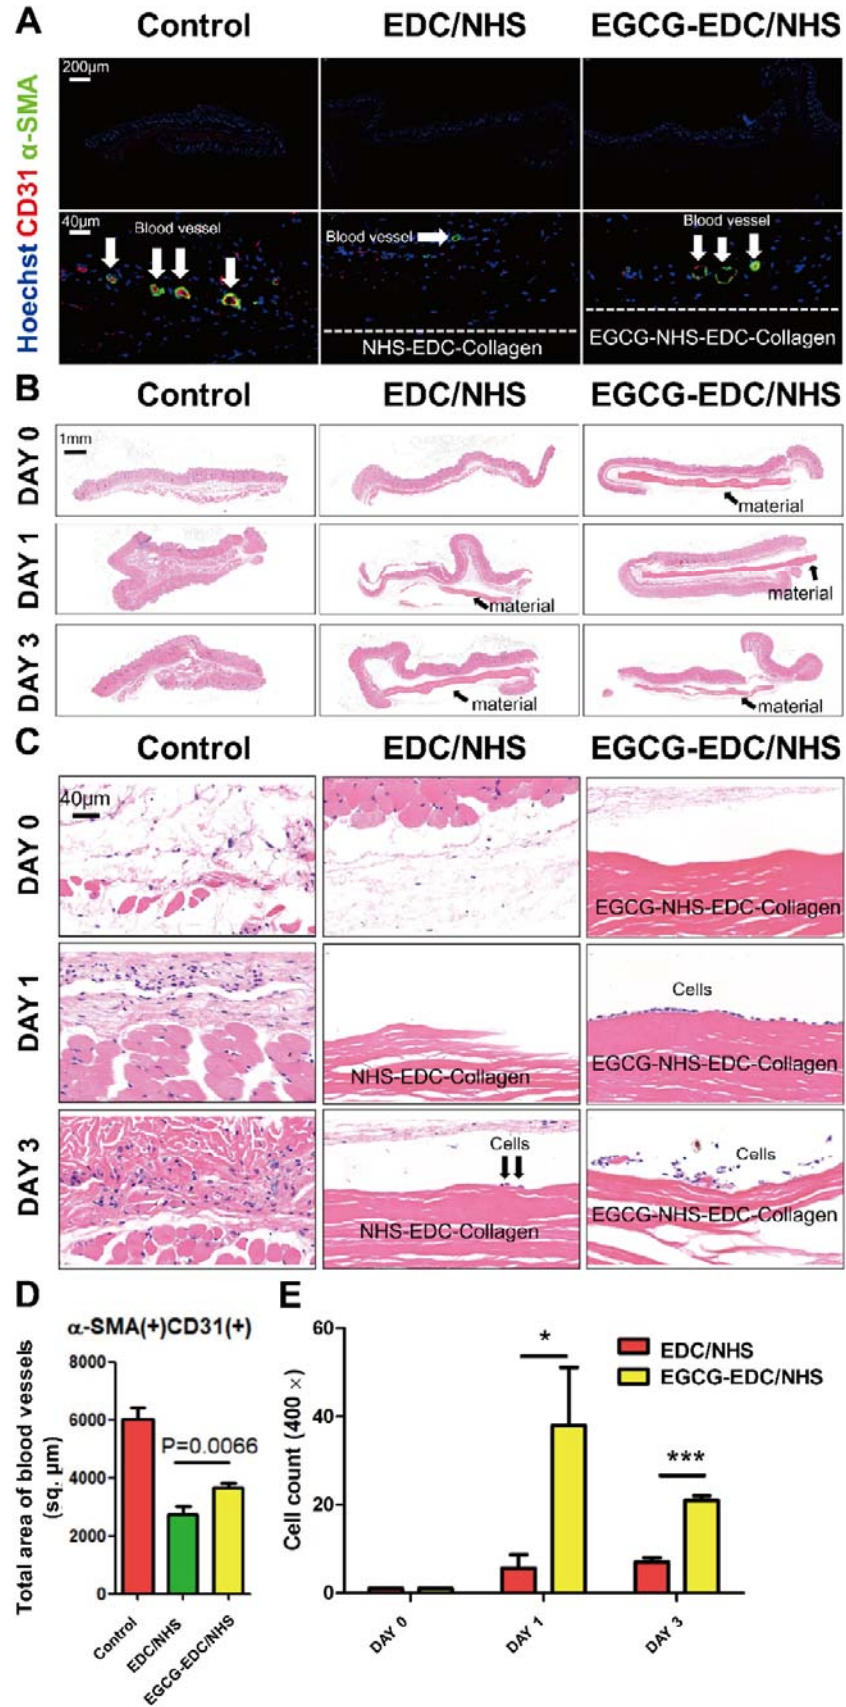 A
Control EDC/NHS EGCG-EDC/NHS
Hoechst CD31 α-SMA
200μm
40μm
Blood vessel
Blood vessel
Blood vessel
NHS-EDC-Collagen
EGCG-NHS-EDC-Collagen
B
Control EDC/NHS EGCG-EDC/NHS
DAY 0
1mm
material
DAY 1
material
material
DAY 3
material
material
C
Control EDC/NHS EGCG-EDC/NHS
DAY 0
40μm
EGCG-NHS-EDC-Collagen
DAY 1
NHS-EDC-Collagen
Cells
EGCG-NHS-EDC-Collagen
DAY 3
Cells
NHS-EDC-Collagen
Cells
EGCG-NHS-EDC-Collagen
D
α-SMA(+)CD31(+)
Total area of blood vessels
(sq. μm)
8000
6000
4000
2000
0
P=0.0066
Control
EDC/NHS
EGCG-EDC/NHS
E
Cell count (400 ×)
60
40
20
0
*
***
EDC/NHS
EGCG-EDC/NHS
DAY 0
DAY 1
DAY 3